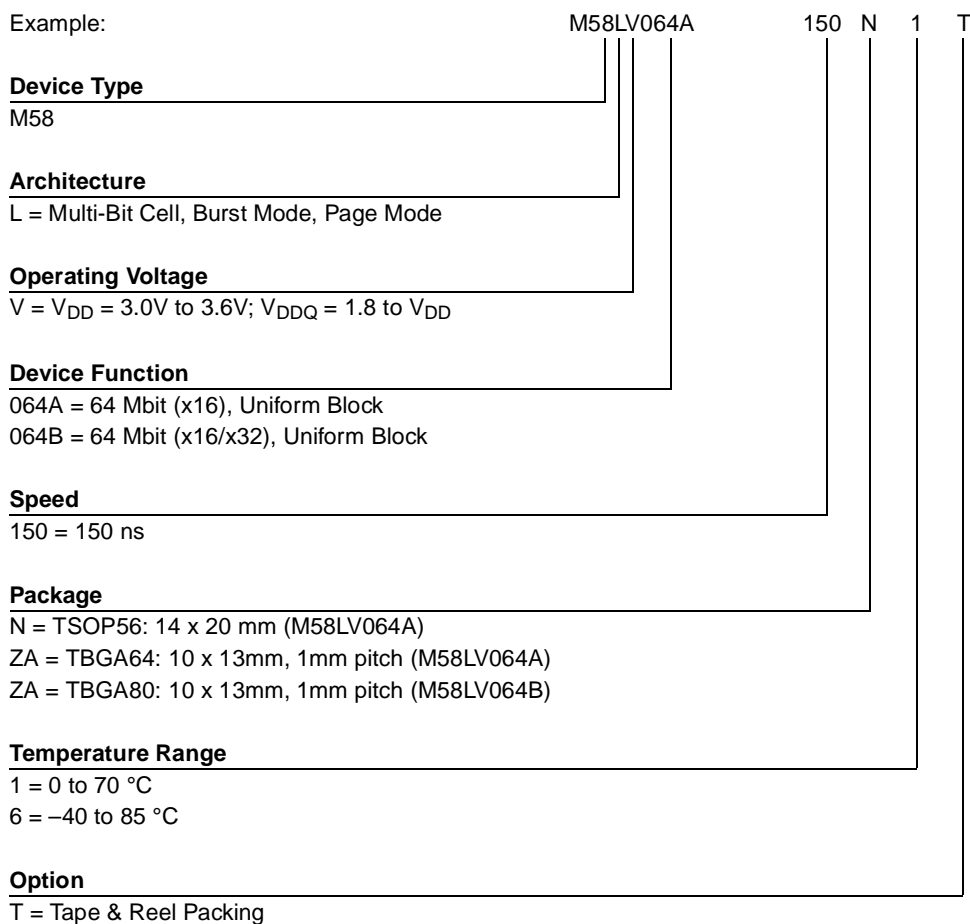 Example: M58LV064A 150 N 1 T
Device Type
M58
Architecture
L = Multi-Bit Cell, Burst Mode, Page Mode
Operating Voltage
V = VDD = 3.0V to 3.6V; VDDQ = 1.8 to VDD
Device Function
064A = 64 Mbit (x16), Uniform Block
064B = 64 Mbit (x16/x32), Uniform Block
Speed
150 = 150 ns
Package
N = TSOP56: 14 x 20 mm (M58LV064A)
ZA = TBGA64: 10 x 13mm, 1mm pitch (M58LV064A)
ZA = TBGA80: 10 x 13mm, 1mm pitch (M58LV064B)
Temperature Range
1 = 0 to 70 °C
6 = –40 to 85 °C
Option
T = Tape & Reel Packing